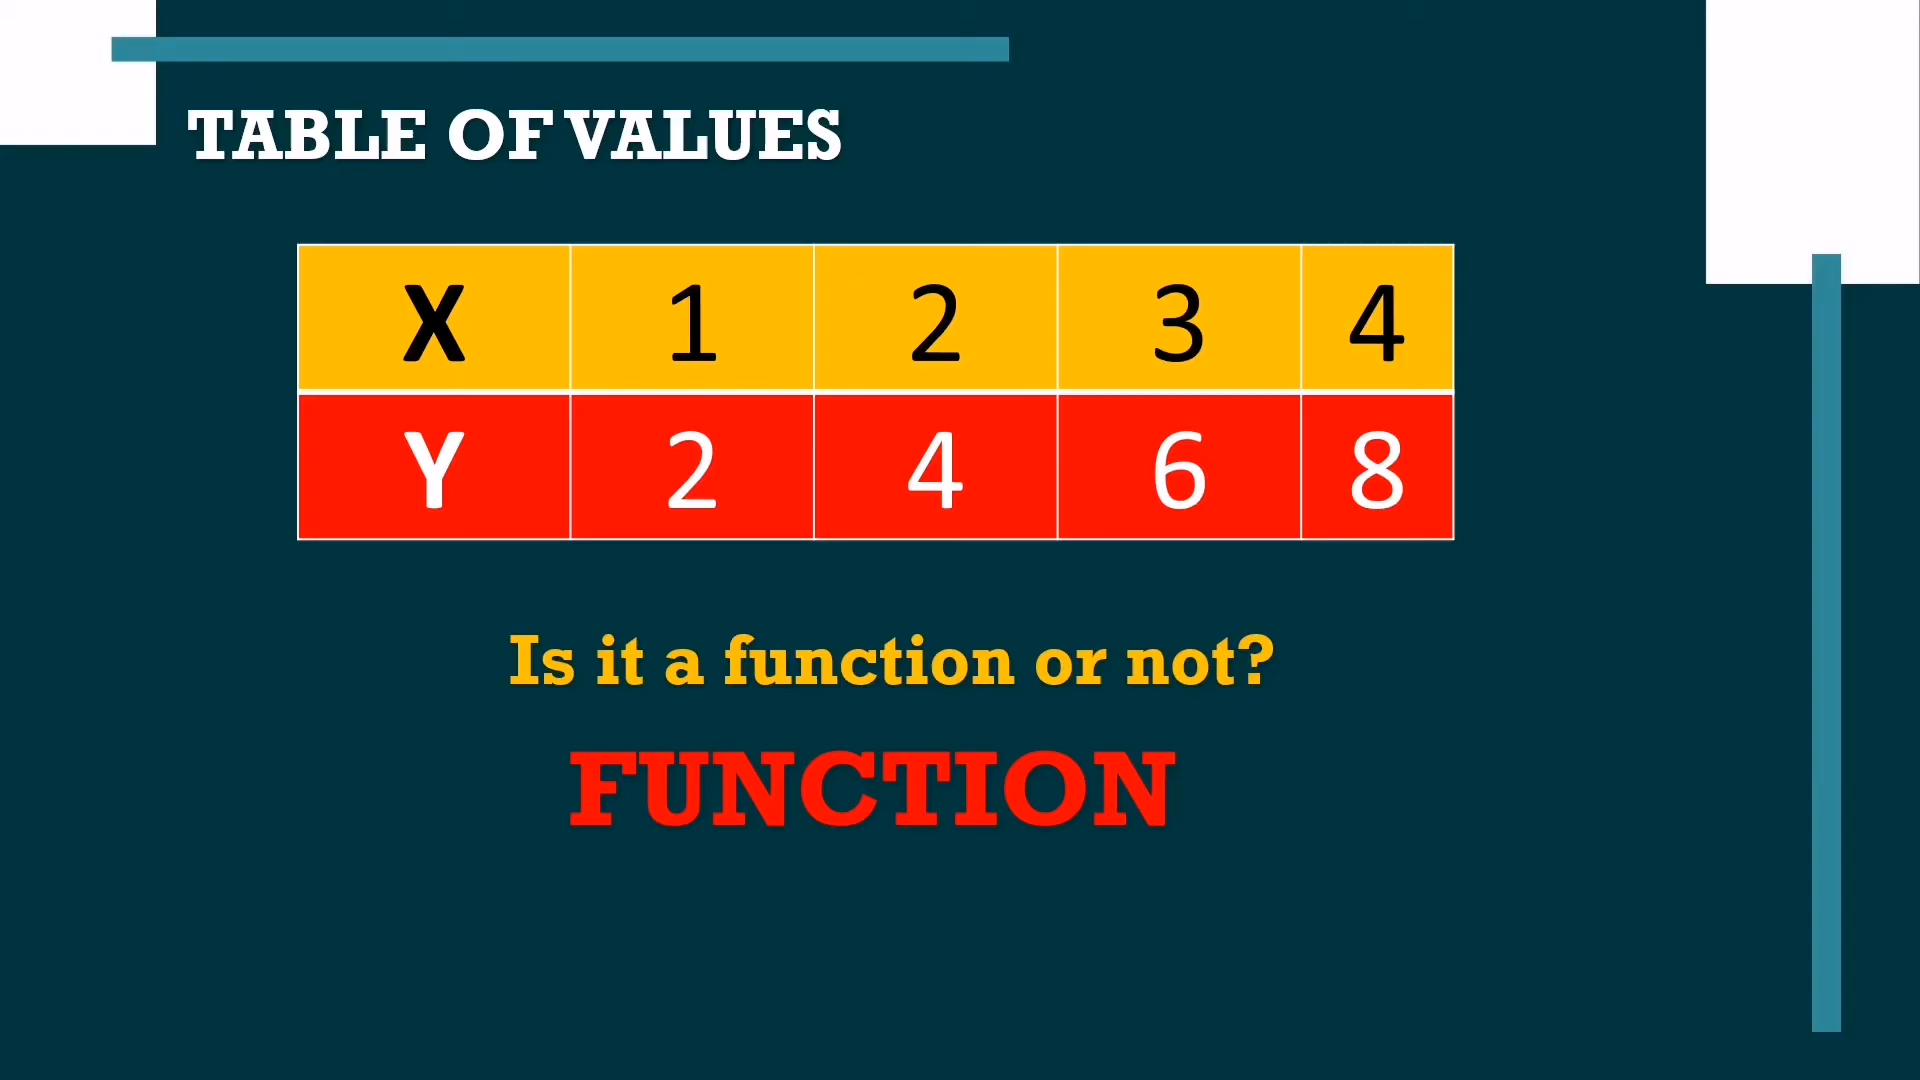 TABLE OF VALUES
X 1 2 3 4
Y 2 4 6 8
Is it a function or not?
FUNCTION